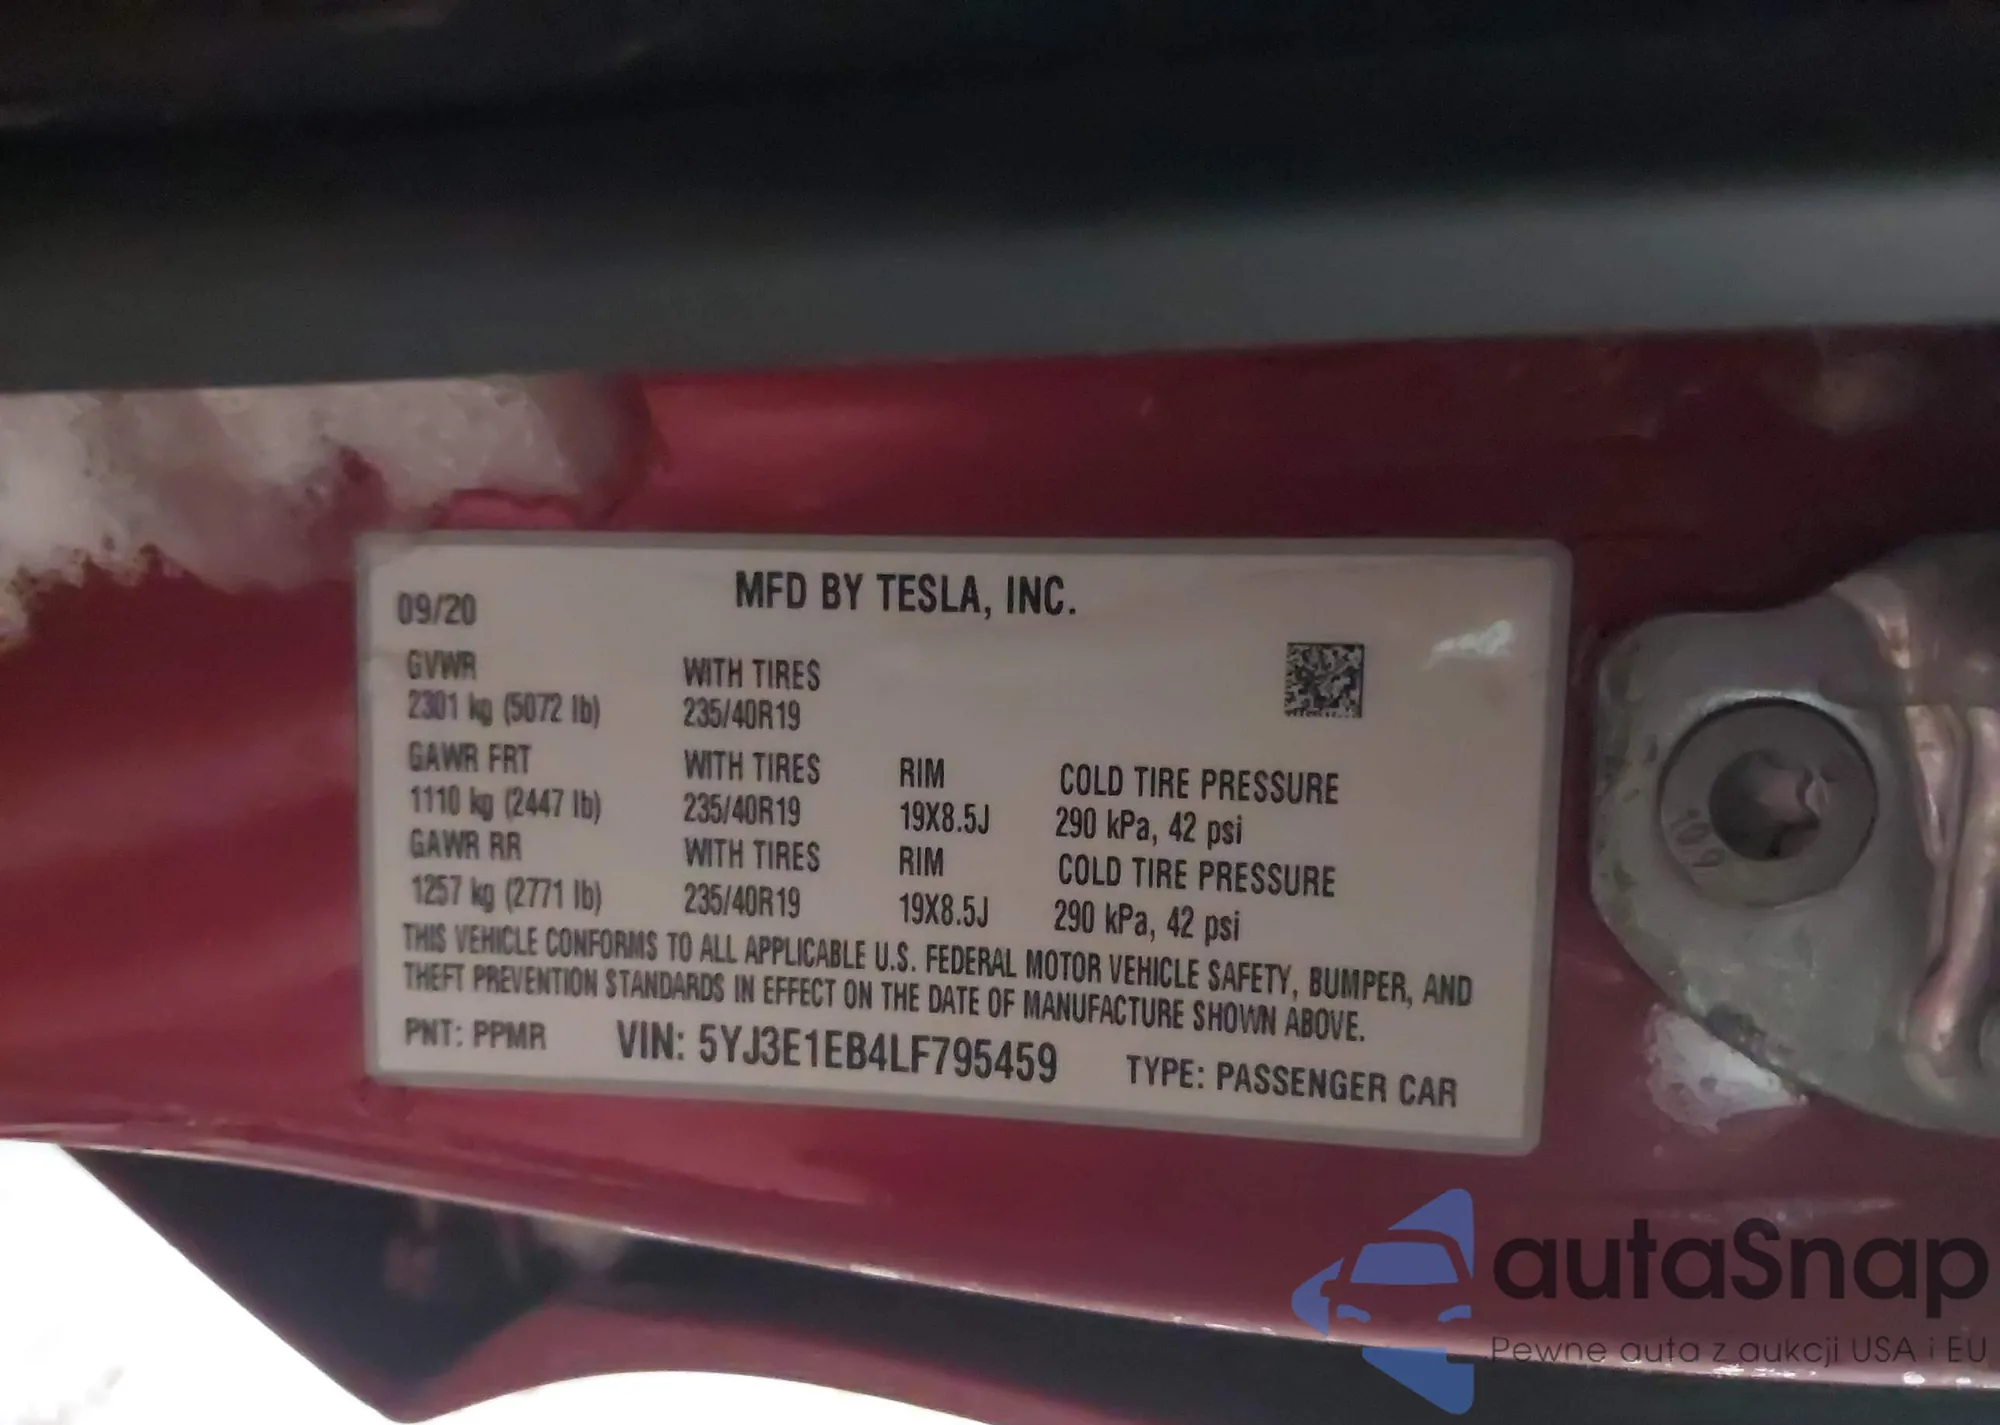 09/20 MFD BY TESLA, INC.
GVWR WITH TIRES
2301 kg (5072 lb) 235/40R19
GAWR FRT WITH TIRES RIM COLD TIRE PRESSURE
1110 kg (2447 lb) 235/40R19 19X8.5J 290 kPa, 42 psi
GAWR RR WITH TIRES RIM COLD TIRE PRESSURE
1257 kg (2771 lb) 235/40R19 19X8.5J 290 kPa, 42 psi
THIS VEHICLE CONFORMS TO ALL APPLICABLE U.S. FEDERAL MOTOR VEHICLE SAFETY, BUMPER, AND
THEFT PREVENTION STANDARDS IN EFFECT ON THE DATE OF MANUFACTURE SHOWN ABOVE.
PNT: PPMR VIN: 5YJ3E1EB4LF795459 TYPE: PASSENGER CAR
autaSnap
Pewne auta z aukcji USA i EU